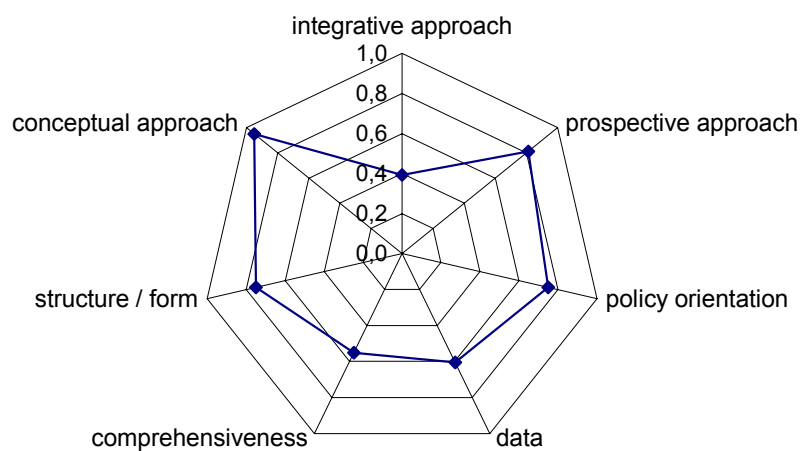 integrative approach
1,0
0,8
0,6
0,4
0,2
0,0
conceptual approach
prospective approach
structure / form
policy orientation
comprehensiveness
data